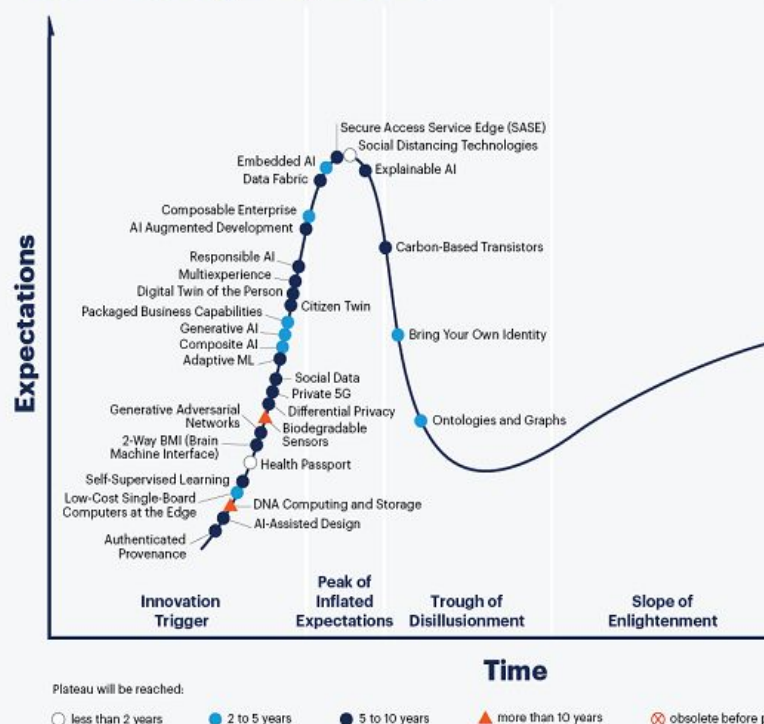 Expectations
Secure Access Service Edge (SASE)
Social Distancing Technologies
Embedded AI
Explainable AI
Data Fabric
Composable Enterprise
AI Augmented Development
Carbon-Based Transistors
Responsible AI
Multiexperience
Digital Twin of the Person
Citizen Twin
Packaged Business Capabilities
Generative AI
Bring Your Own Identity
Composite AI
Adaptive ML
Social Data
Private 5G
Differential Privacy
Generative Adversarial
Networks
Biodegradable
Sensors
Ontologies and Graphs
2-Way BMI (Brain
Machine Interface)
Health Passport
Self-Supervised Learning
Low-Cost Single-Board
Computers at the Edge
DNA Computing and Storage
AI-Assisted Design
Authenticated
Provenance
Innovation
Trigger
Peak of
Inflated
Expectations
Trough of
Disillusionment
Slope of
Enlightenment
Time
Plateau will be reached:
less than 2 years
2 to 5 years
5 to 10 years
more than 10 years
obsolete before